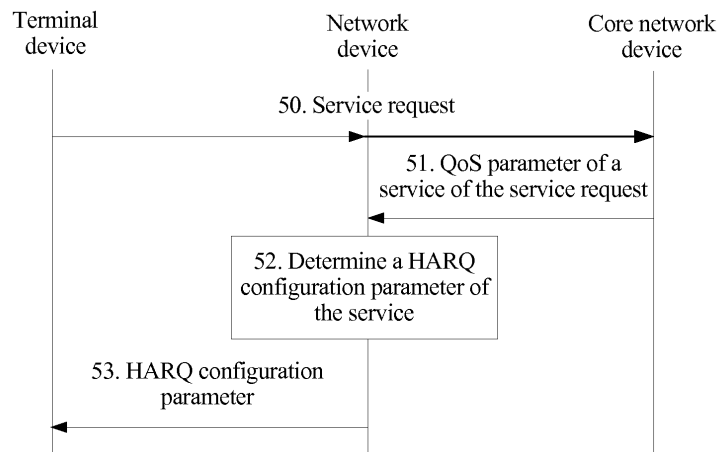 Terminal
device
Network
device
Core network
device
50. Service request
51. QoS parameter of a
service of the service request
52. Determine a HARQ
configuration parameter of
the service
53. HARQ configuration
parameter